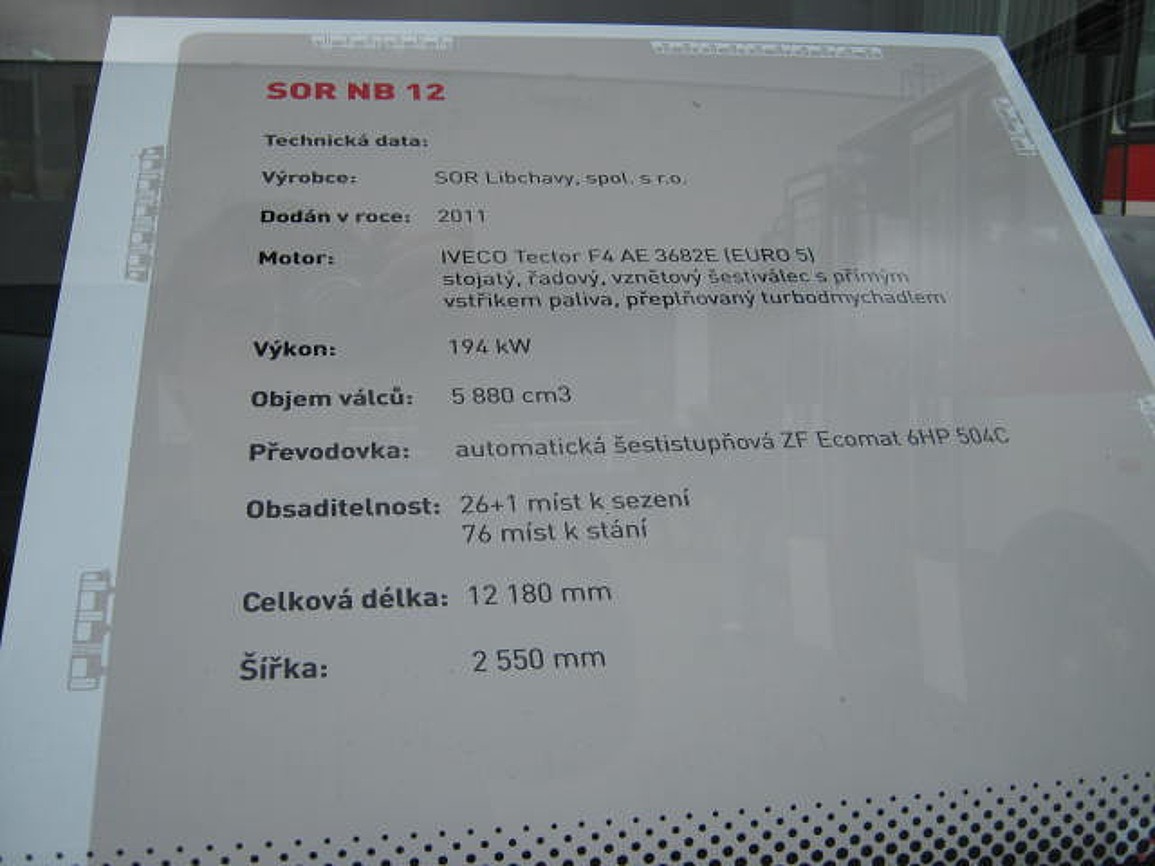 SOR NB 12
Technická data:
Výrobce: SOR Libchavy, spol. s r.o.
Dodán v roce: 2011
Motor: IVECO Tector F4 AE 3682E (EURO 5)
stojatý, řadový, vznětový šestiválec s přímým
vstřikem paliva, přeplňovaný turbodmychadlem
Výkon: 194 kW
Objem válců: 5 880 cm3
Převodovka: automatická šestistupňová ZF Ecomat 6HP 504C
Obsaditelnost: 26+1 míst k sezení
76 míst k stání
Celková délka: 12 180 mm
Šířka: 2 550 mm